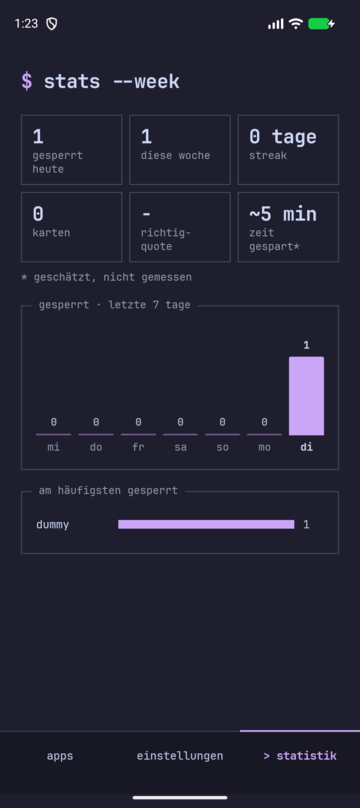 1:23
$ stats --week
1
gesperrt
heute
1
diese woche
0 tage
streak
0
karten
-
richtig-
quote
~5 min
zeit
gespart*
* geschätzt, nicht gemessen
gesperrt · letzte 7 tage
0 0 0 0 0 0 1
mi do fr sa so mo di
am häufigsten gesperrt
dummy 1
apps einstellungen > statistik